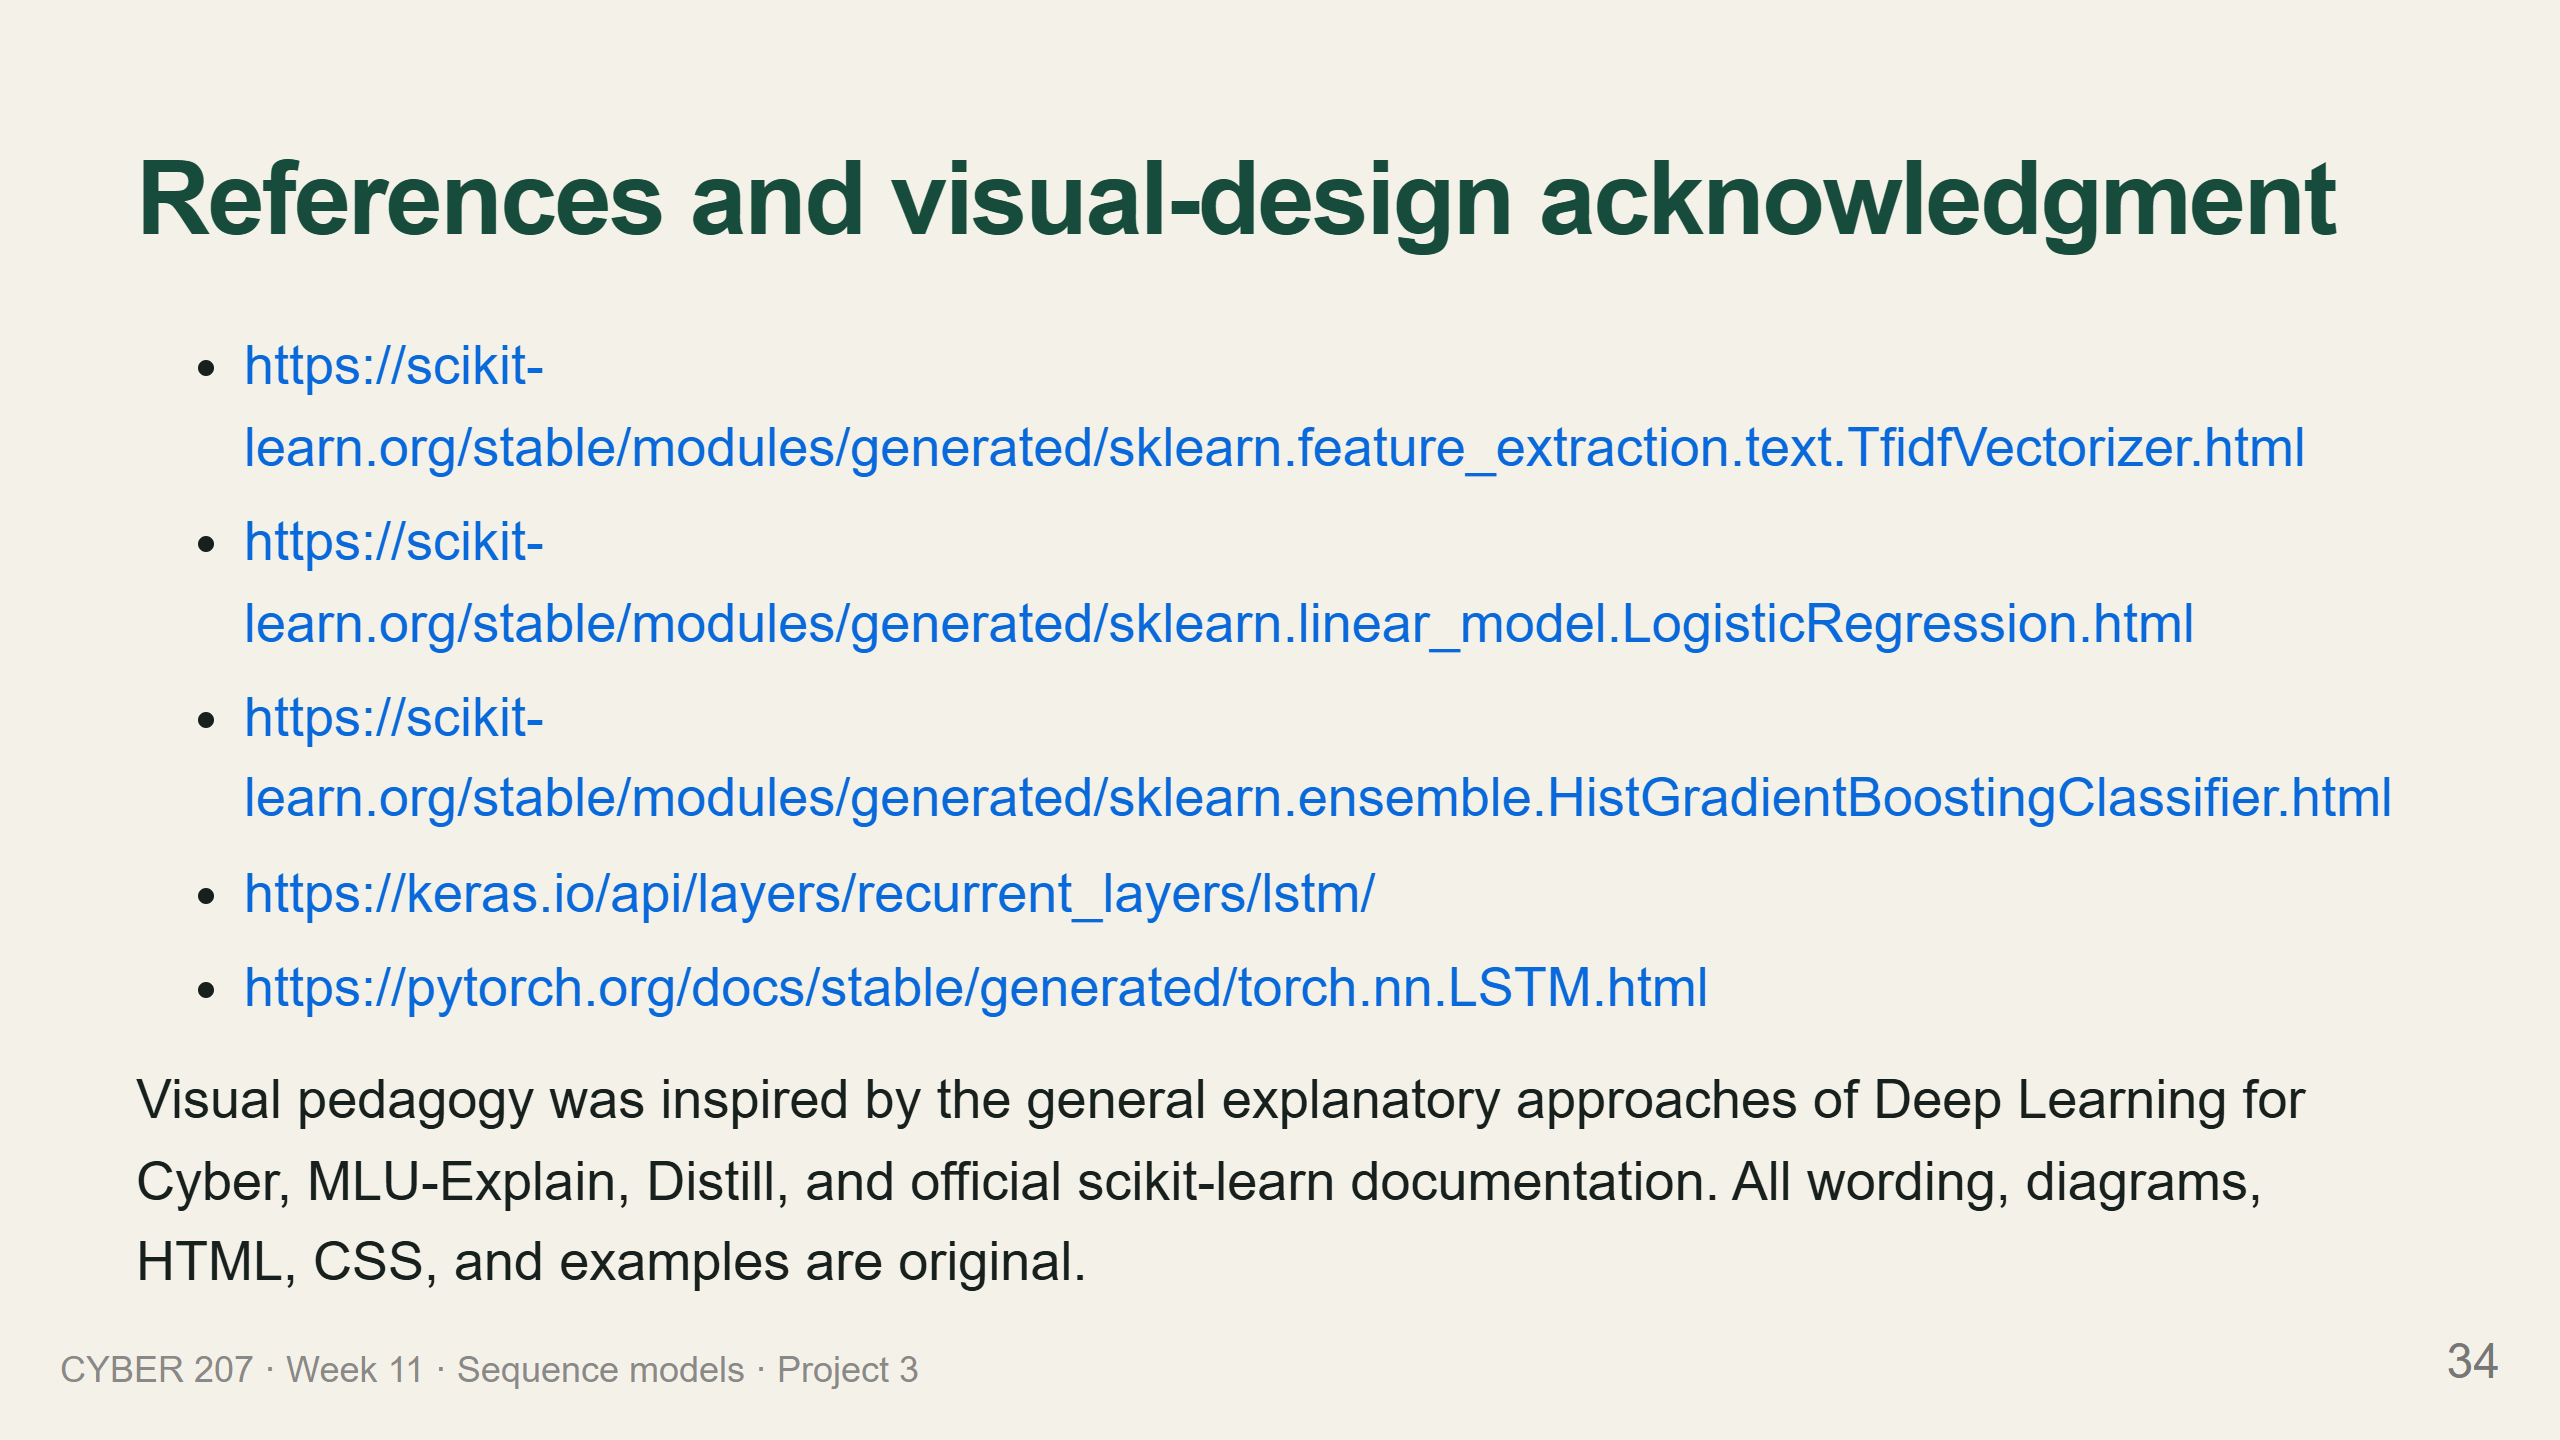 References and visual-design acknowledgment
• https://scikit-
learn.org/stable/modules/generated/sklearn.feature_extraction.text.TfidfVectorizer.html
• https://scikit-
learn.org/stable/modules/generated/sklearn.linear_model.LogisticRegression.html
• https://scikit-
learn.org/stable/modules/generated/sklearn.ensemble.HistGradientBoostingClassifier.html
• https://keras.io/api/layers/recurrent_layers/lstm/
• https://pytorch.org/docs/stable/generated/torch.nn.LSTM.html
Visual pedagogy was inspired by the general explanatory approaches of Deep Learning for
Cyber, MLU-Explain, Distill, and official scikit-learn documentation. All wording, diagrams,
HTML, CSS, and examples are original.
CYBER 207 · Week 11 · Sequence models · Project 3
34